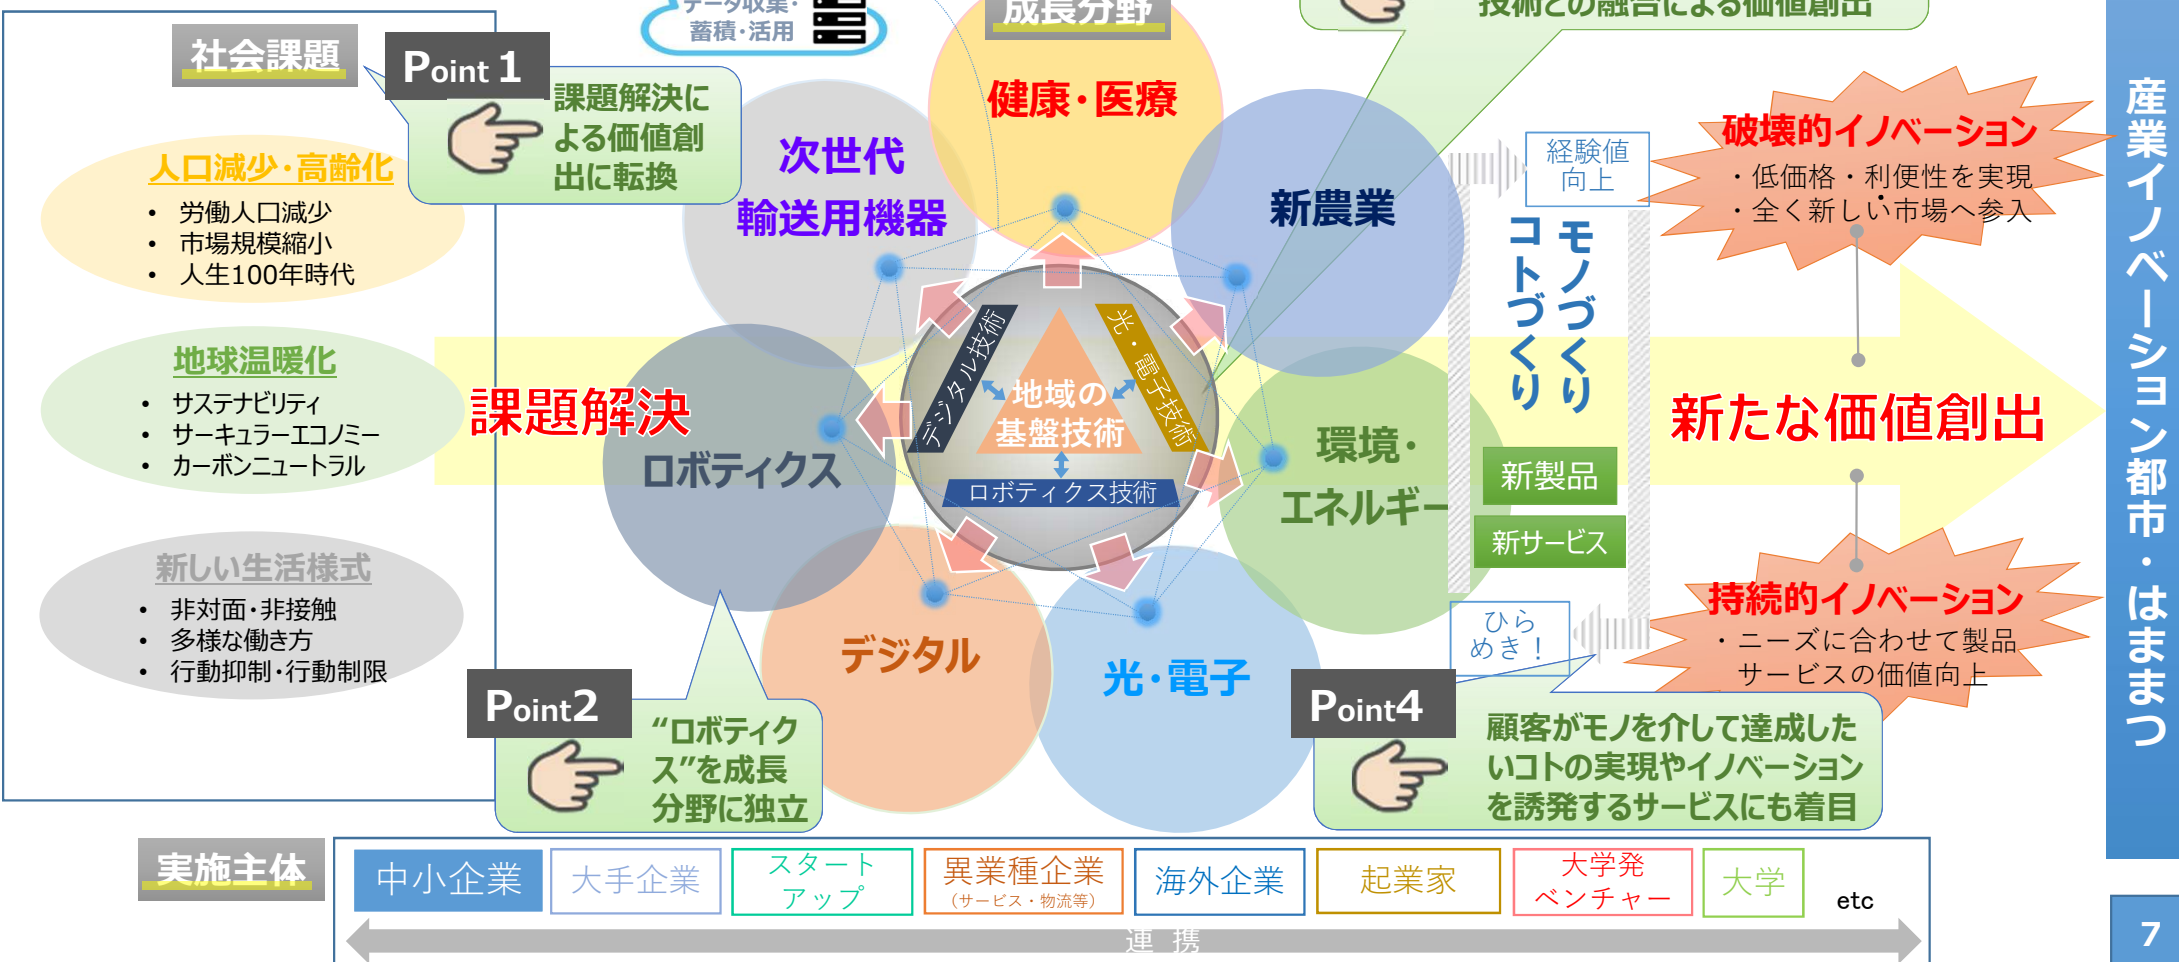 データ収集・
蓄積・活用
成長分野
技術との融合による価値創出
社会課題
Point 1
課題解決に
よる価値創
出に転換
人口減少・高齢化
• 労働人口減少
• 市場規模縮小
• 人生100年時代
地球温暖化
• サステナビリティ
• サーキュラーエコノミー
• カーボンニュートラル
新しい生活様式
• 非対面・非接触
• 多様な働き方
• 行動抑制・行動制限
課題解決
健康・医療
次世代
輸送用機器
新農業
ロボティクス
環境・
エネルギー
デジタル
光・電子
デジタル技術
光・電子技術
地域の
基盤技術
ロボティクス技術
Point2
“ロボティク
ス”を成長
分野に独立
経験値
向上
モノづくり
コトづくり
新製品
新サービス
ひら
めき！
破壊的イノベーション
・低価格・利便性を実現
・全く新しい市場へ参入
新たな価値創出
持続的イノベーション
・ニーズに合わせて製品
サービスの価値向上
Point4
顧客がモノを介して達成した
いコトの実現やイノベーション
を誘発するサービスにも着目
産業イノベーション都市・はままつ
実施主体
中小企業
大手企業
スタート
アップ
異業種企業
（サービス・物流等）
海外企業
起業家
大学発
ベンチャー
大学
etc
連 携
7